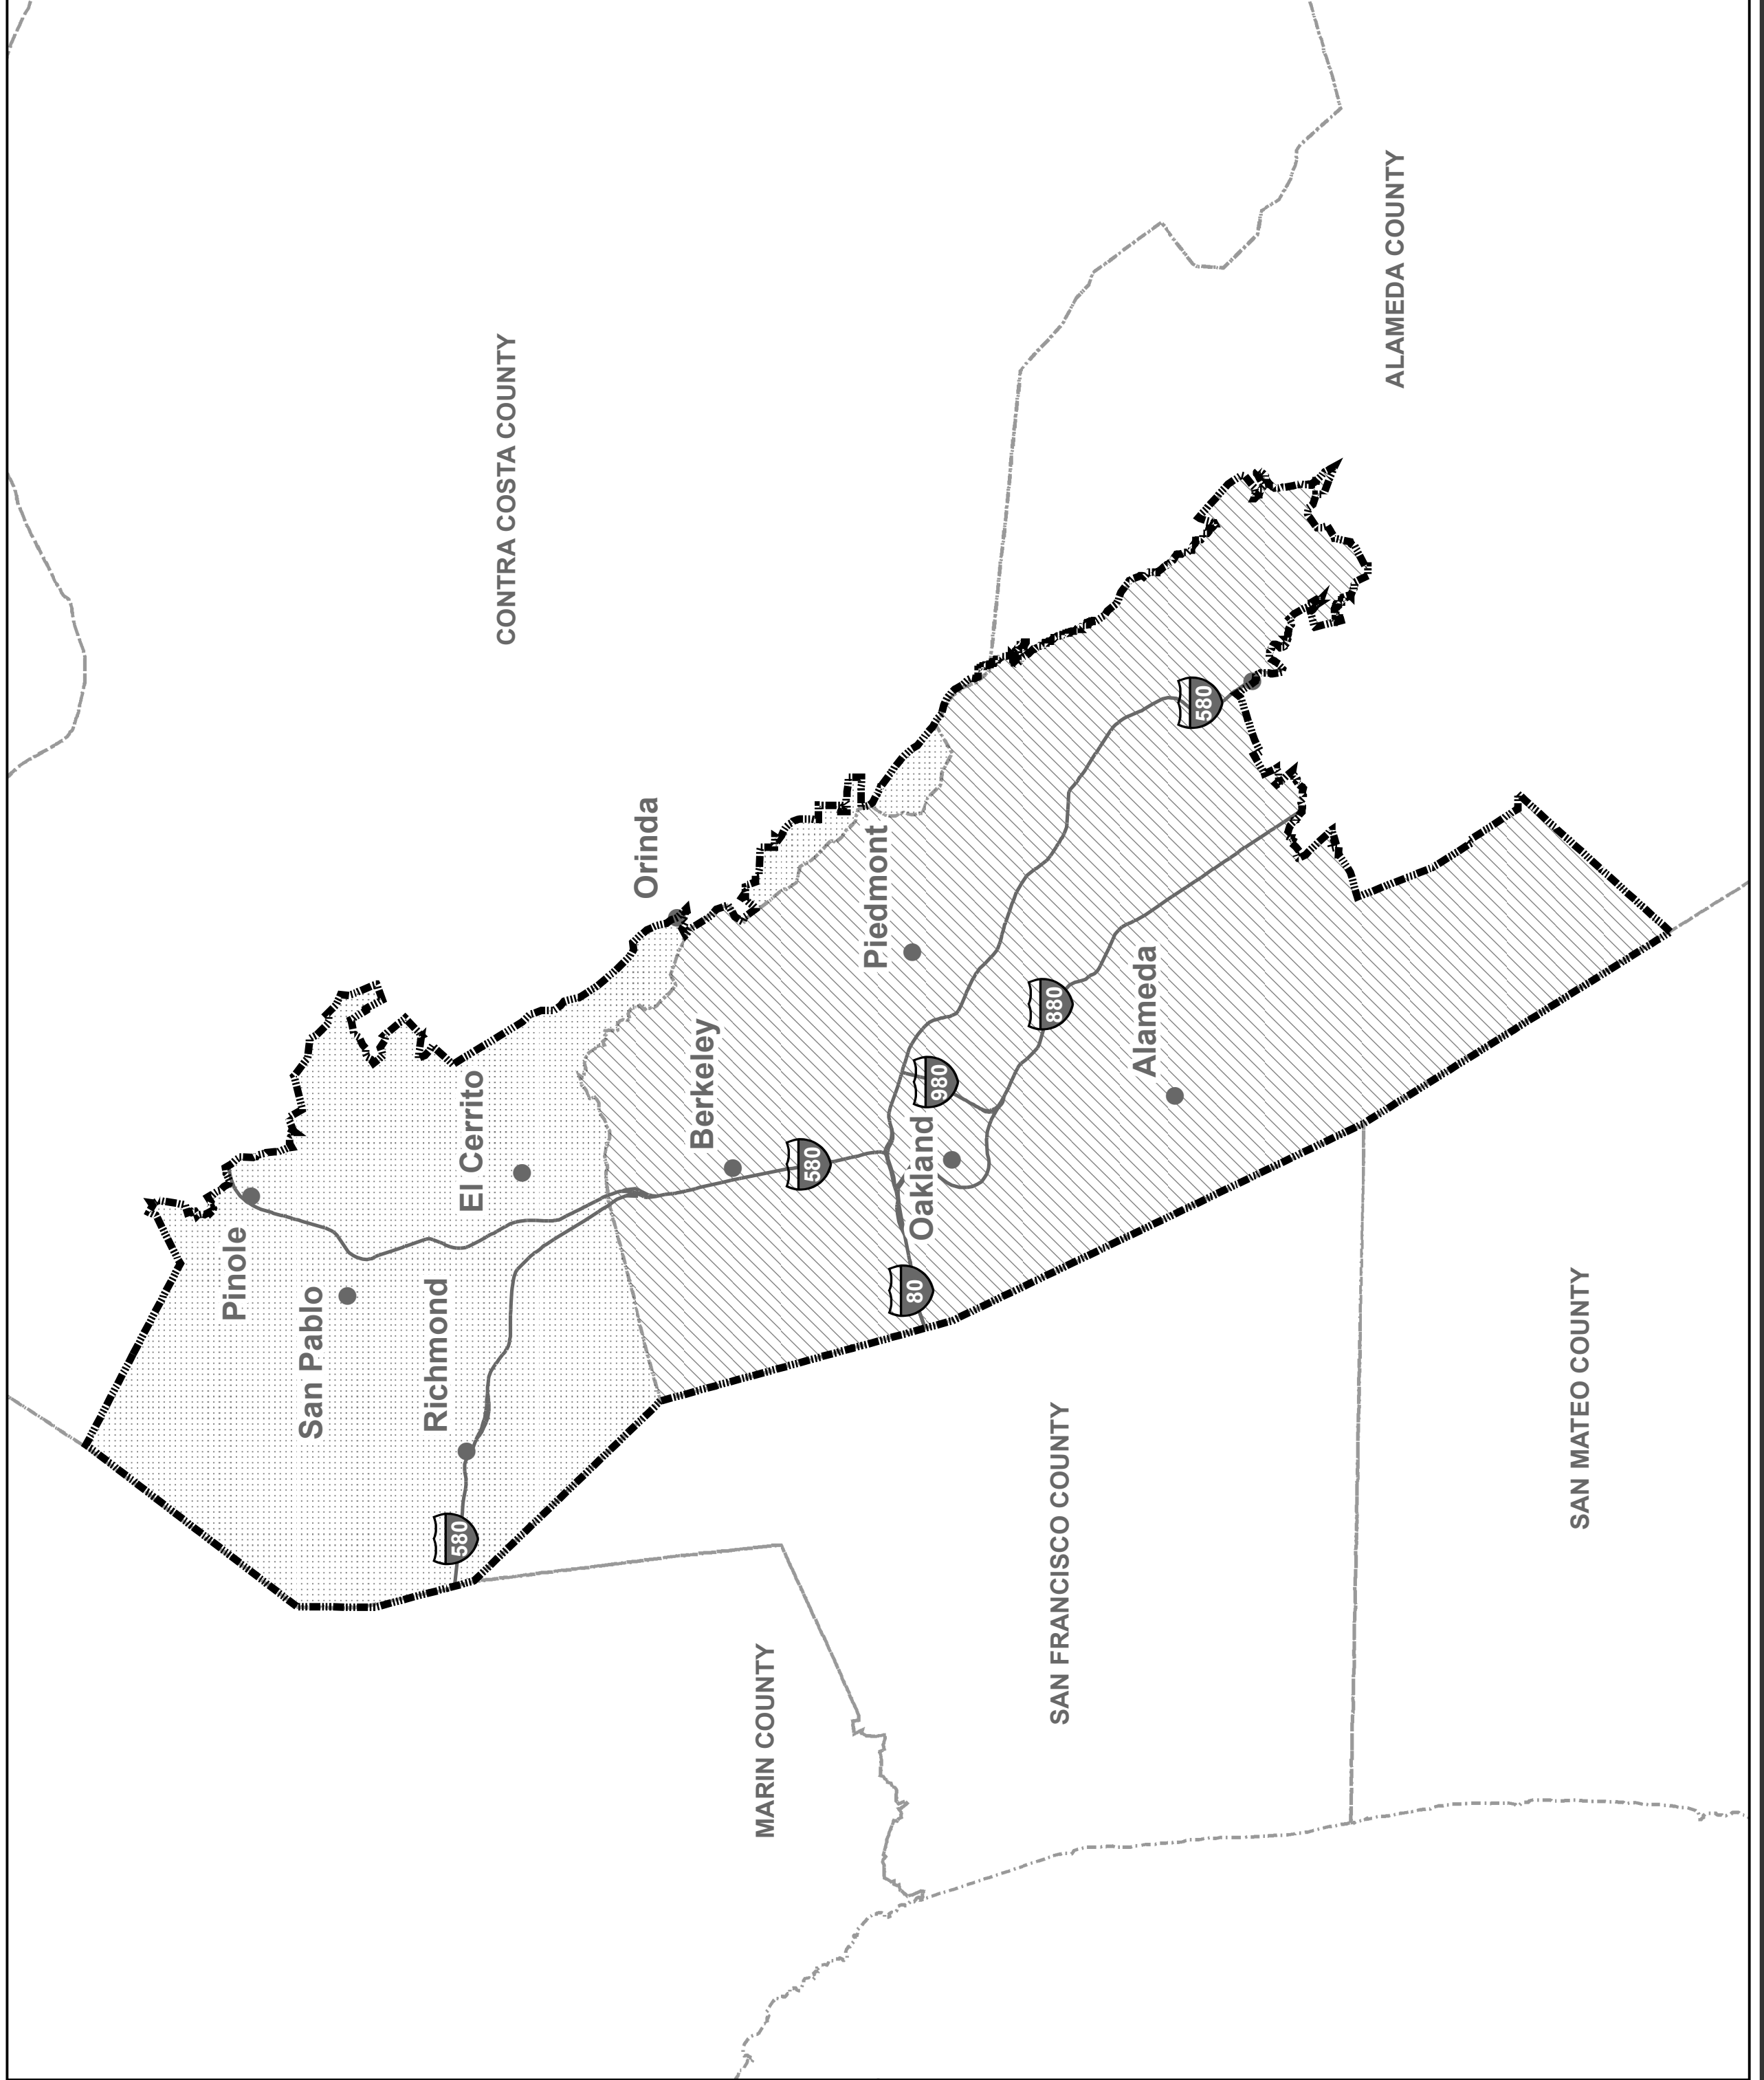 CONTRA COSTA COUNTY
ALAMEDA COUNTY
Orinda
Pinole
San Pablo
Richmond
El Cerrito
Berkeley
Piedmont
Oakland
Alameda
580
580
80
980
880
580
MARIN COUNTY
SAN FRANCISCO COUNTY
SAN MATEO COUNTY